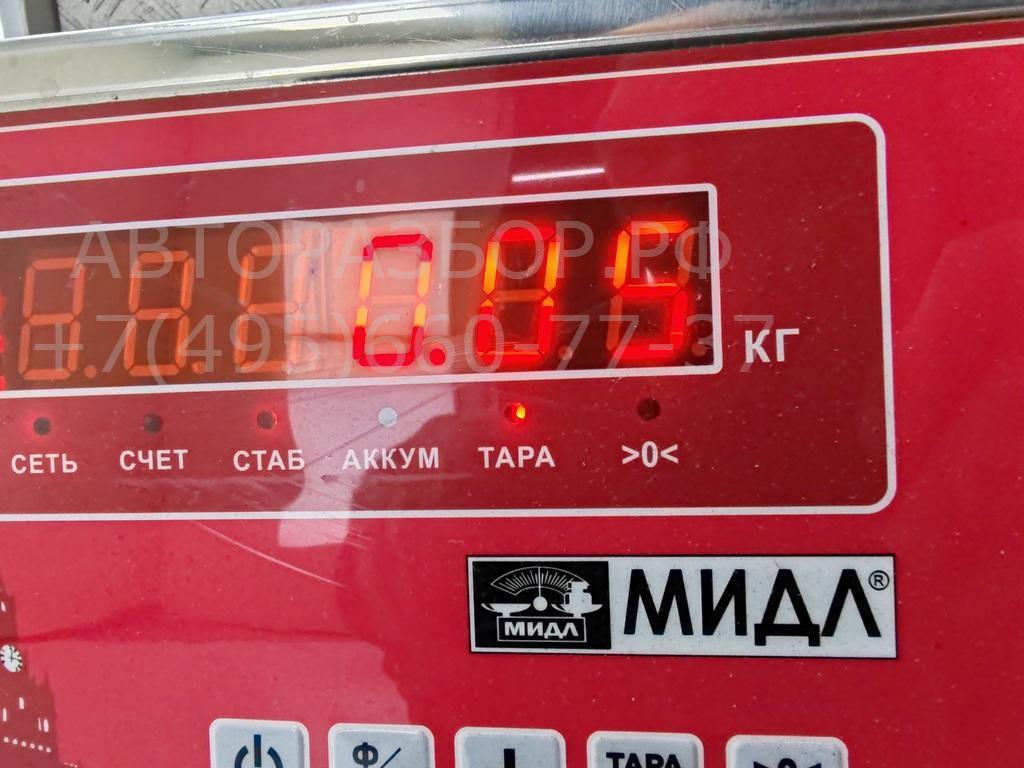 АВТОРАЗБОР.РФ
+7(495)660-77-37
0.05
КГ
СЕТЬ СЧЕТ СТАБ АККУМ ТАРА >0<
МИДЛ МИДЛ®
Ф/
ТАРА
>0<